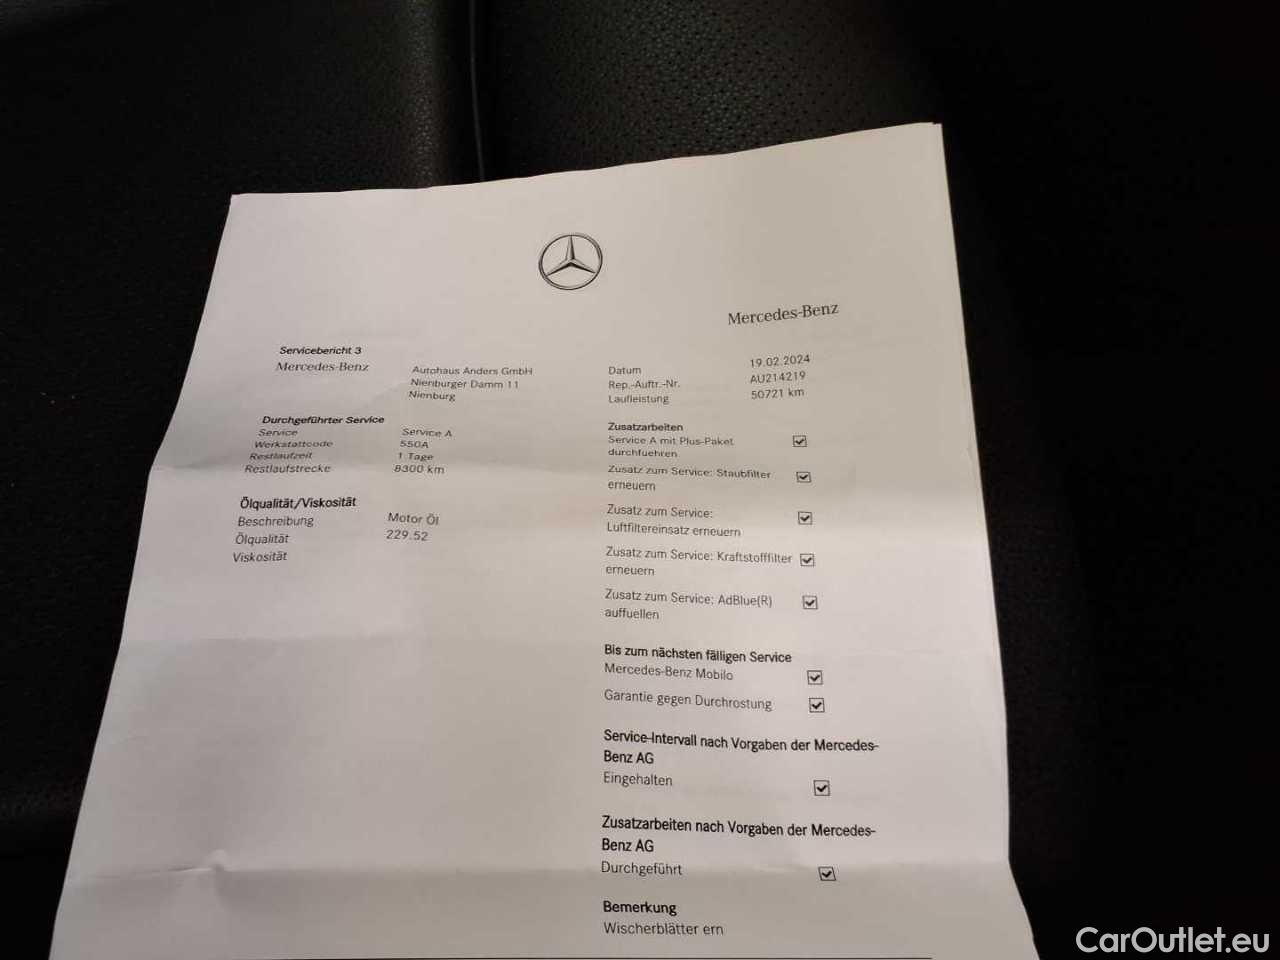 Mercedes-Benz
Servicebericht 3
Mercedes-Benz
Autohaus Anders GmbH
Nienburger Damm 11
Nienburg
Datum 19.02.2024
Rep.-Auftr.-Nr. AU214219
Laufleistung 50721 km
Durchgeführter Service
Service Service A
Werkstattcode 550A
Restlaufzeit 1 Tage
Restlaufstrecke 8300 km
Ölqualität/Viskosität
Beschreibung Motor Öl
Ölqualität 229.52
Viskosität
Zusatzarbeiten
Service A mit Plus-Paket
durchfuehren
Zusatz zum Service: Staubfilter
erneuern
Zusatz zum Service:
Luftfiltereinsatz erneuern
Zusatz zum Service: Kraftstofffilter
erneuern
Zusatz zum Service: AdBlue(R)
auffuellen
Bis zum nächsten fälligen Service
Mercedes-Benz Mobilo
Garantie gegen Durchrostung
Service-Intervall nach Vorgaben der Mercedes-
Benz AG
Eingehalten
Zusatzarbeiten nach Vorgaben der Mercedes-
Benz AG
Durchgeführt
Bemerkung
Wischerblätter ern
CarOutlet.eu